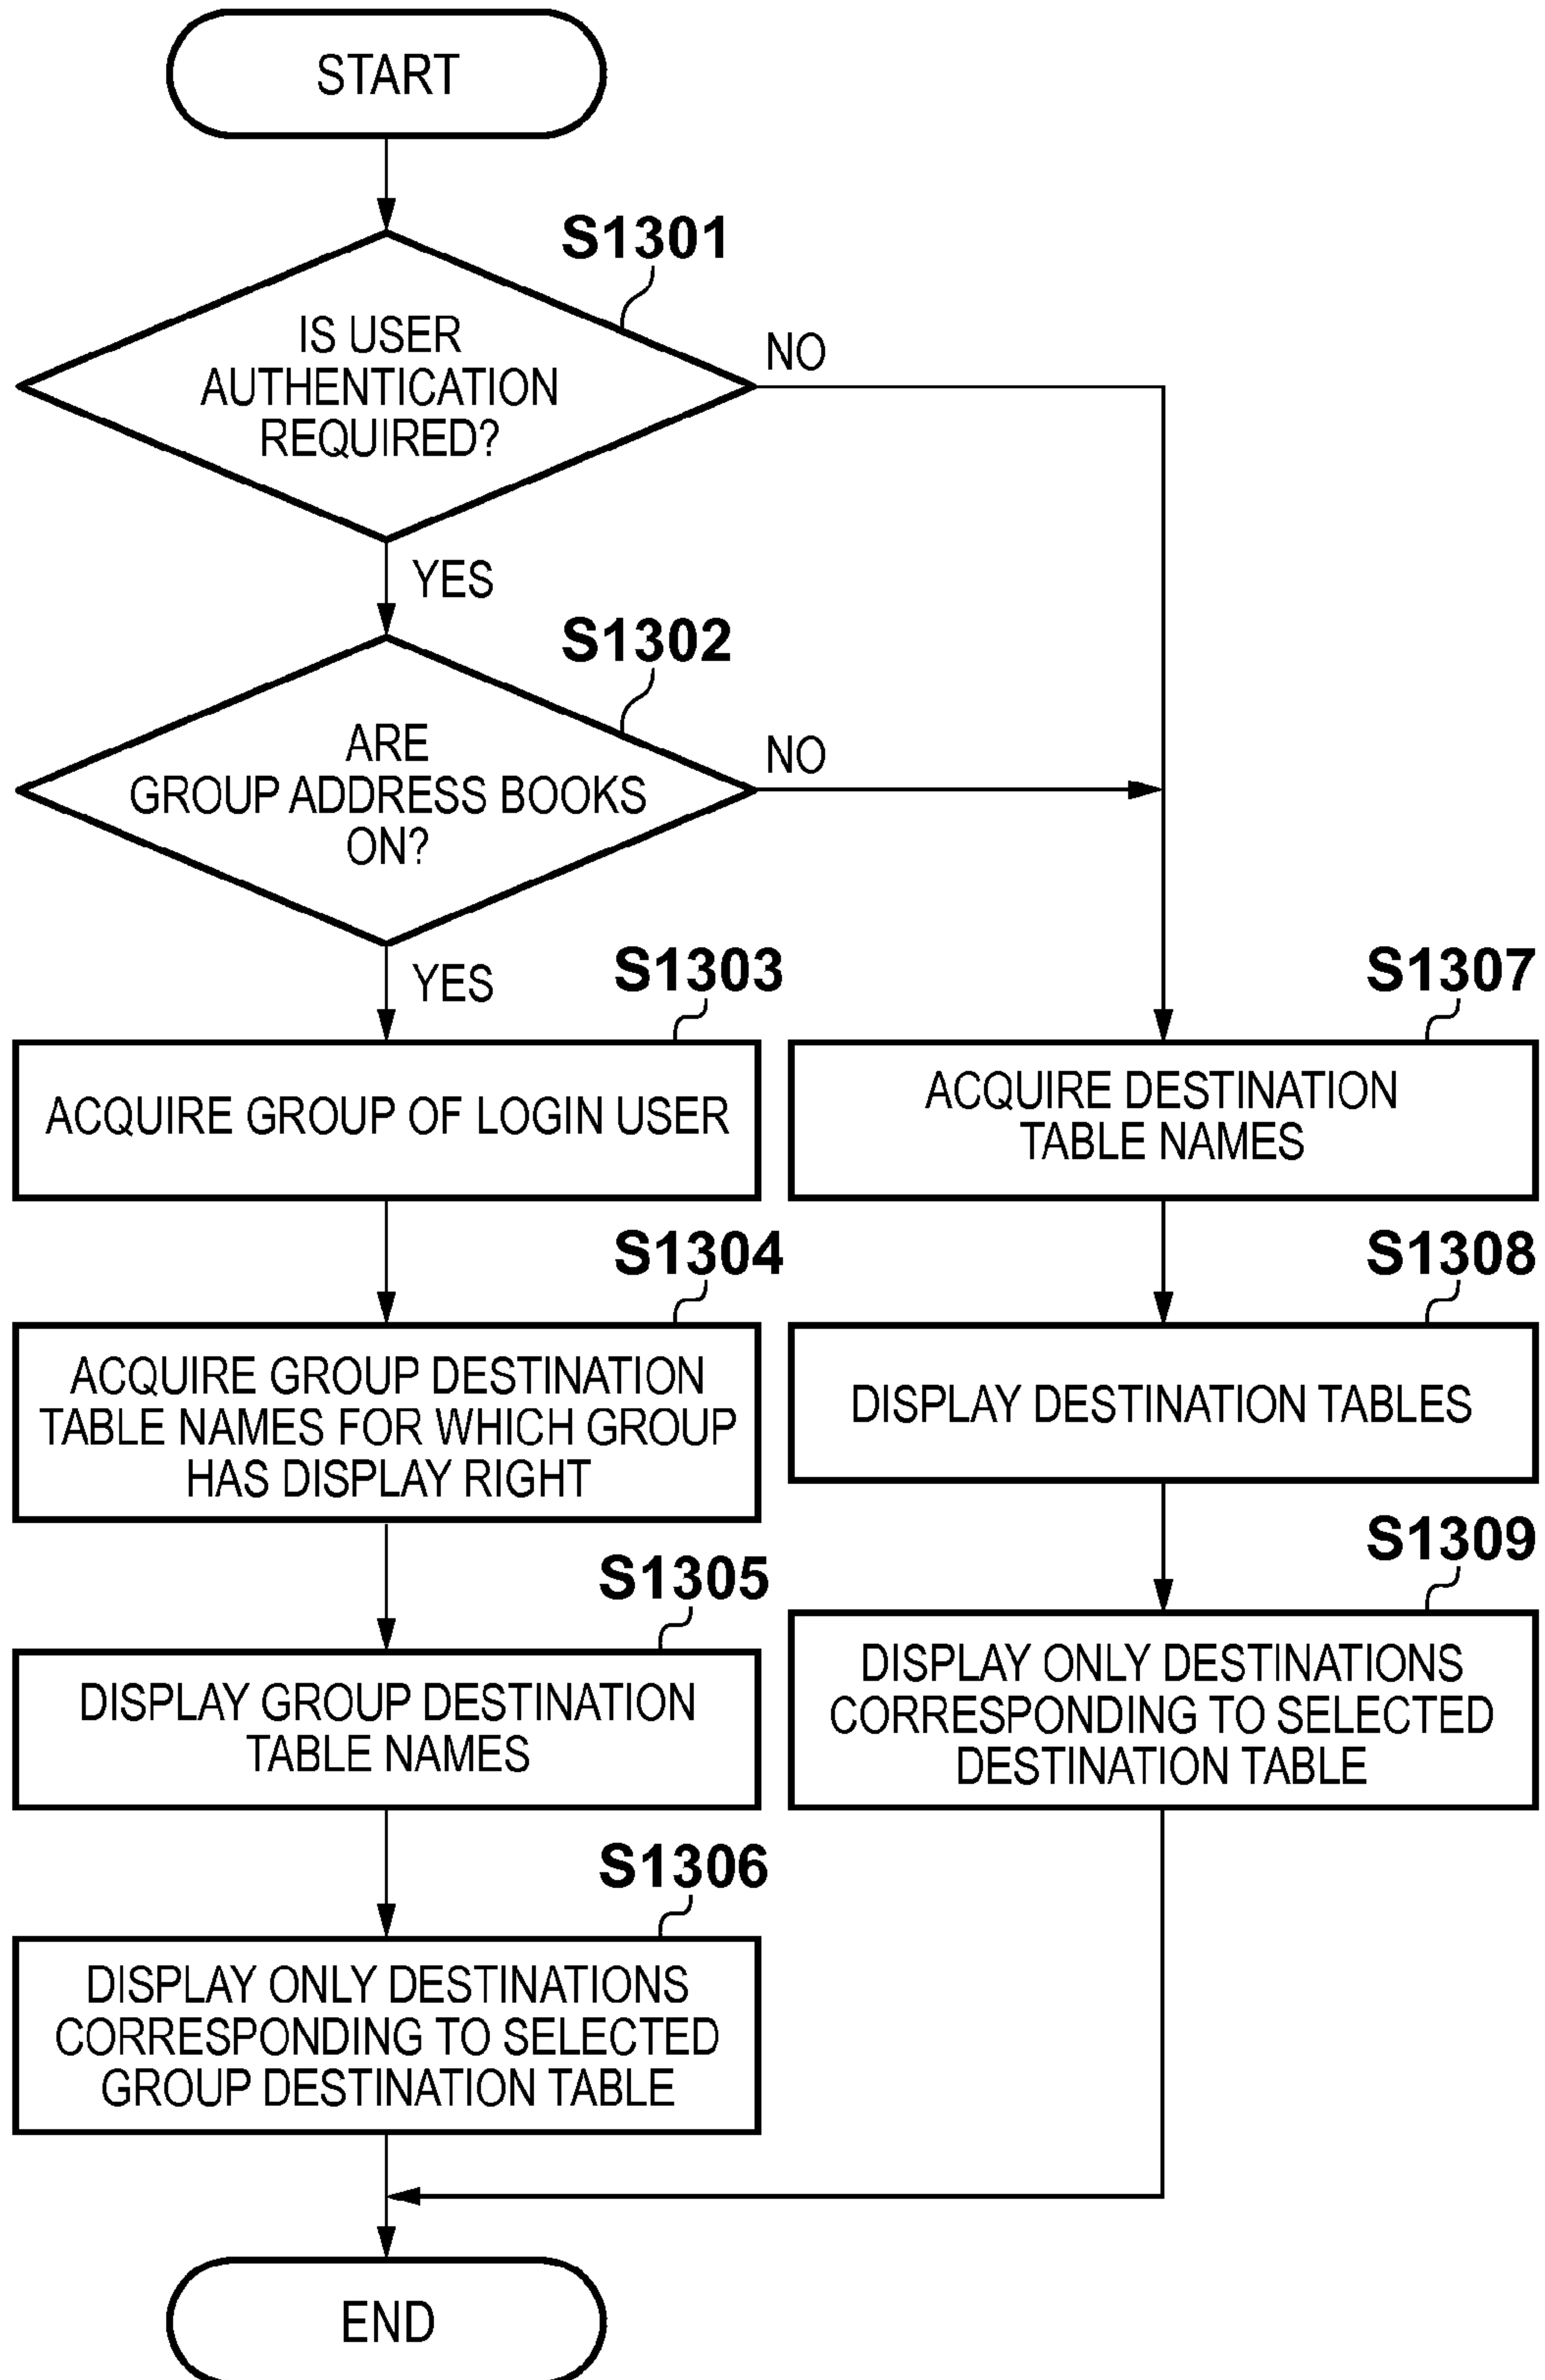 START
S1301
IS USER
AUTHENTICATION
REQUIRED?
NO
YES
S1302
ARE
GROUP ADDRESS BOOKS
ON?
NO
YES
S1303
ACQUIRE GROUP OF LOGIN USER
S1304
ACQUIRE GROUP DESTINATION
TABLE NAMES FOR WHICH GROUP
HAS DISPLAY RIGHT
S1305
DISPLAY GROUP DESTINATION
TABLE NAMES
S1306
DISPLAY ONLY DESTINATIONS
CORRESPONDING TO SELECTED
GROUP DESTINATION TABLE
S1307
ACQUIRE DESTINATION
TABLE NAMES
S1308
DISPLAY DESTINATION TABLES
S1309
DISPLAY ONLY DESTINATIONS
CORRESPONDING TO SELECTED
DESTINATION TABLE
END